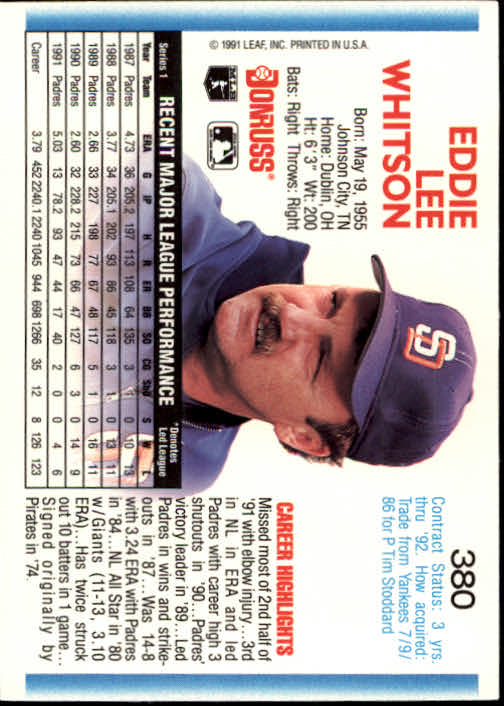 380
EDDIE
LEE
WHITSON
Contract Status: 3 yrs.
thru '92. How acquired:
Trade from Yankees 7/9/
86 for P Tim Stoddard
Born: May 19, 1955
Johnson City, TN
Home: Dublin, OH
Ht: 6'3" Wt: 200
Bats: Right Throws: Right
DONRUSS®
MLB
© 1991 LEAF, INC. PRINTED IN U.S.A.
SD
CAREER HIGHLIGHTS
Missed most of 2nd half of
'91 with elbow injury...3rd
in NL in ERA and led
Padres with career high 3
shutouts in '90...Padres'
victory leader in '89...Led
Padres in wins and strike-
outs in '87...Was 14-8
with 3.24 ERA with Padres
in '84...NL All Star in '80
w/Giants (11-13, 3.10
ERA)...Has twice struck
out 10 batters in 1 game...
Signed originally by
Pirates in '74.
Series 1 RECENT MAJOR LEAGUE PERFORMANCE *Denotes Led League
Year Team ERA G IP H R ER BB SO CG ShO S W L
1987 Padres 4.73 36 205.2 197 113 108 64 135 3 1 0 10 13
1988 Padres 3.77 34 205.1 202 93 86 45 118 3 1 0 13 11
1989 Padres 2.66 33 227 198 77 67 48 117 5 1 0 16 11
1990 Padres 2.60 32 228.2 215 73 66 47 127 6 3 0 14 9
1991 Padres 5.03 13 78.2 93 47 44 17 40 2 0 0 4 6
Career 3.79 452 2240.1 2240 1045 944 698 1266 35 12 8 126 123